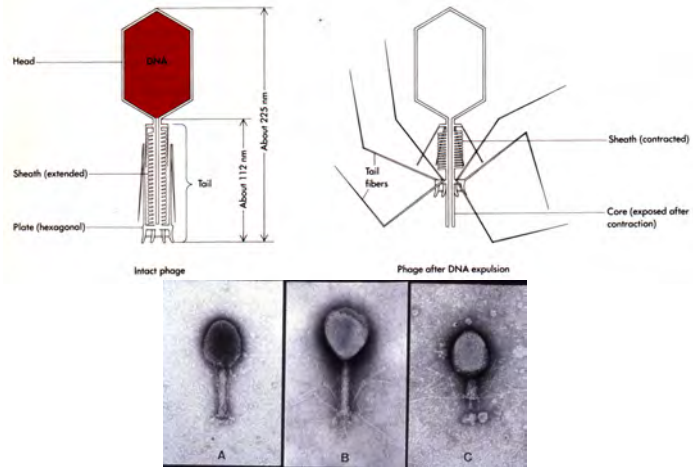 Head
DNA
Sheath (extended)
Plate (hexagonal)
Tail
About 112 nm
About 225 nm
Intact phage
Tail
fibers
Sheath (contracted)
Core (exposed after
contraction)
Phage after DNA expulsion
A
B
C